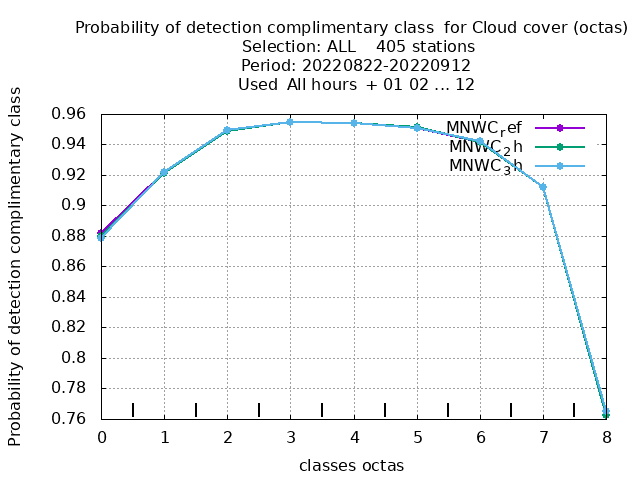 Probability of detection complimentary class  for Cloud cover (octas)
Selection: ALL    405 stations
Period: 20220822-20220912
Used  All hours  + 01 02 ... 12
Probability of detection complimentary class
0.96
0.94
0.92
0.9
0.88
0.86
0.84
0.82
0.8
0.78
0.76
MNWC_ref
MNWC_2h
MNWC_3h
0 1 2 3 4 5 6 7 8
classes octas